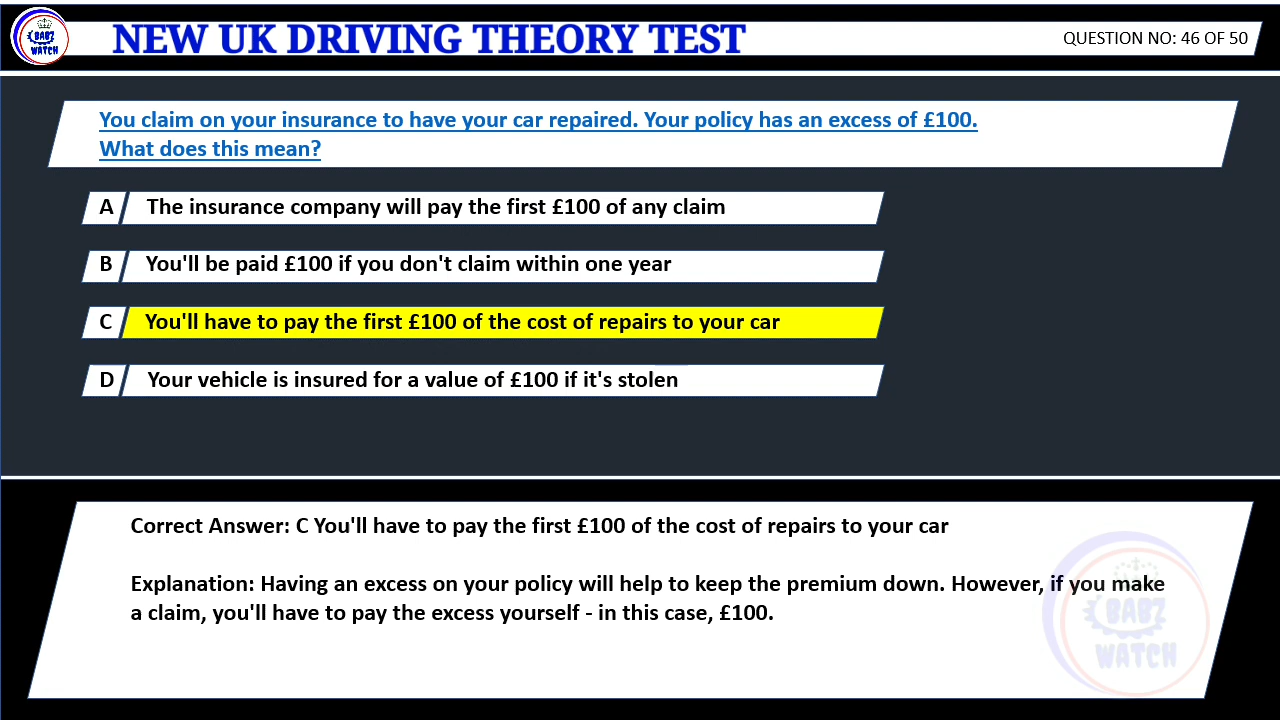 BABZ
WATCH
NEW UK DRIVING THEORY TEST
QUESTION NO: 46 OF 50
You claim on your insurance to have your car repaired. Your policy has an excess of £100.
What does this mean?
A The insurance company will pay the first £100 of any claim
B You'll be paid £100 if you don't claim within one year
C You'll have to pay the first £100 of the cost of repairs to your car
D Your vehicle is insured for a value of £100 if it's stolen
Correct Answer: C You'll have to pay the first £100 of the cost of repairs to your car
Explanation: Having an excess on your policy will help to keep the premium down. However, if you make
a claim, you'll have to pay the excess yourself - in this case, £100.
BABZ
WATCH